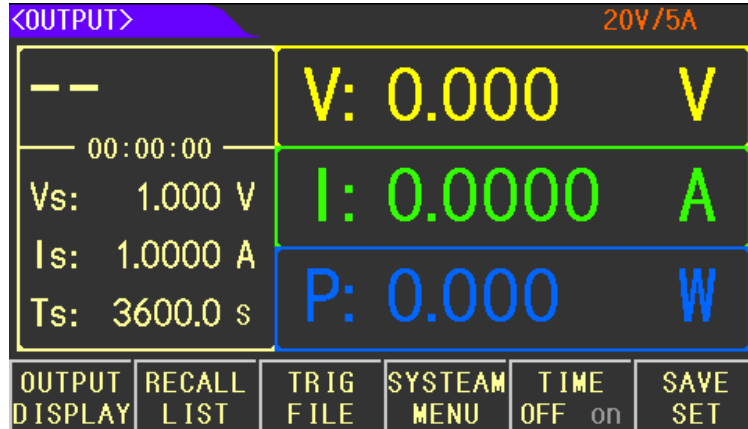 <OUTPUT> 20V/5A
--
00:00:00
Vs: 1.000 V
Is: 1.0000 A
Ts: 3600.0 s
V: 0.000 V
I: 0.0000 A
P: 0.000 W
OUTPUT DISPLAY
RECALL LIST
TRIG FILE
SYSTEAM MENU
TIME OFF on
SAVE SET